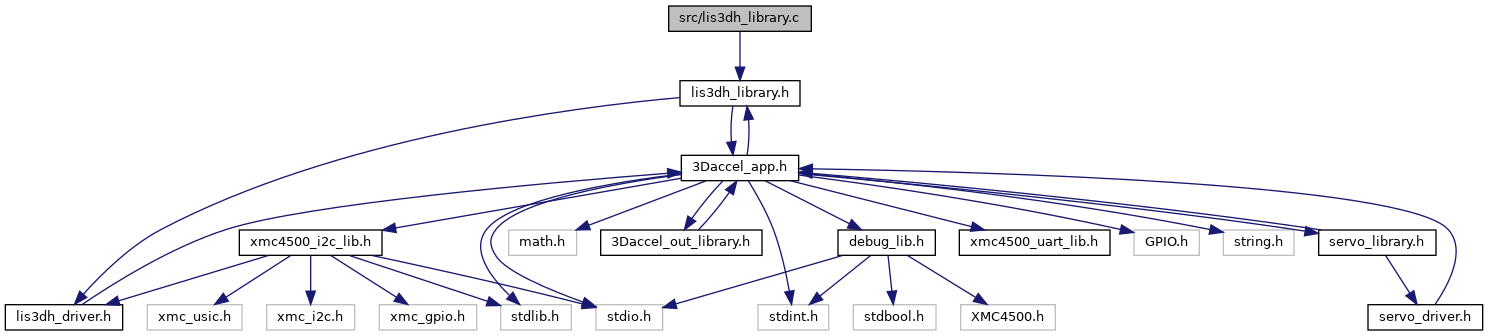 src/lis3dh_library.c
lis3dh_library.h
3Daccel_app.h
xmc4500_i2c_lib.h
math.h
3Daccel_out_library.h
debug_lib.h
xmc4500_uart_lib.h
GPIO.h
string.h
servo_library.h
lis3dh_driver.h
xmc_usic.h
xmc_i2c.h
xmc_gpio.h
stdlib.h
stdio.h
stdint.h
stdbool.h
XMC4500.h
servo_driver.h